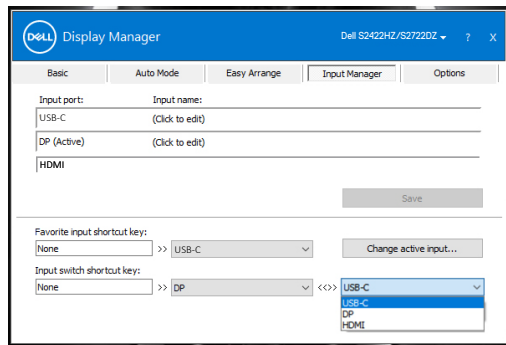 DELL Display Manager Dell S2422HZ/S2722DZ ? X
Basic Auto Mode Easy Arrange Input Manager Options
Input port: Input name:
USB-C (Click to edit)
DP (Active) (Click to edit)
HDMI
Save
Favorite input shortcut key:
None >> USB-C Change active input...
Input switch shortcut key:
None >> DP <<>> USB-C
USB-C
DP
HDMI